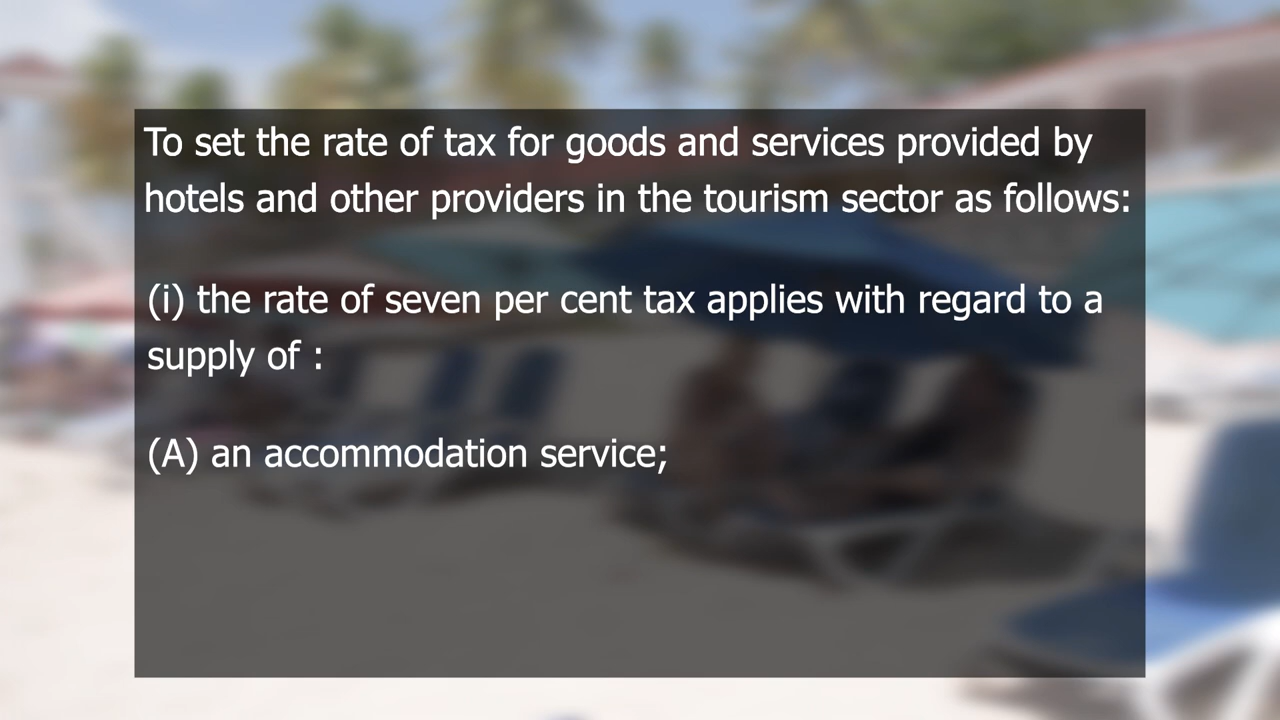 To set the rate of tax for goods and services provided by
hotels and other providers in the tourism sector as follows:
(i) the rate of seven per cent tax applies with regard to a
supply of :
(A) an accommodation service;